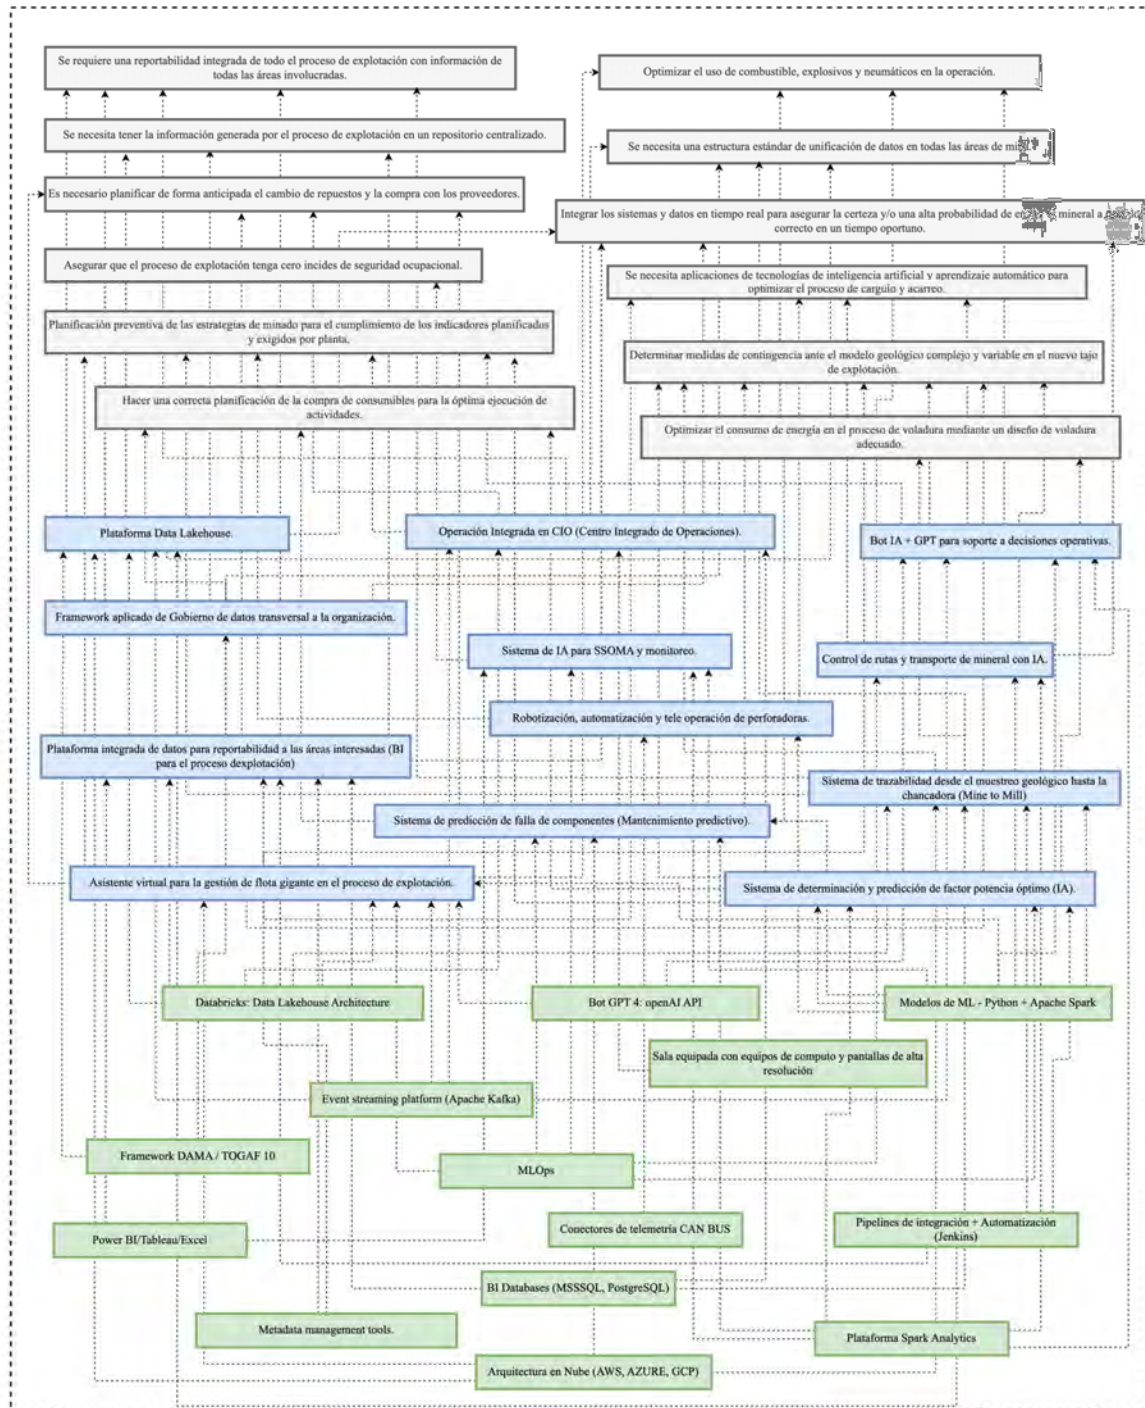 Se requiere una reportabilidad integrada de todo el proceso de explotación con información de
todas las áreas involucradas.
Optimizar el uso de combustible, explosivos y neumáticos en la operación.
Se necesita tener la información generada por el proceso de explotación en un repositorio centralizado.
Se necesita una estructura estándar de unificación de datos en todas las áreas de
Es necesario planificar de forma anticipada el cambio de repuestos y la compra con los proveedores.
Integrar los sistemas y datos en tiempo real para asegurar la certeza y/o una alta probabilidad de mineral a
correcto en un tiempo oportuno.
Asegurar que el proceso de explotación tenga cero incides de seguridad ocupacional.
Se necesita aplicaciones de tecnologías de inteligencia artificial y aprendizaje automático para
optimizar el proceso de carguío y acarreo.
Planificación preventiva de las estrategias de minado para el cumplimiento de los indicadores planificados
y exigidos por planta.
Determinar medidas de contingencia ante el modelo geológico complejo y variable en el nuevo tajo
de explotación.
Hacer una correcta planificación de la compra de consumibles para la óptima ejecución de
actividades.
Optimizar el consumo de energía en el proceso de voladura mediante un diseño de voladura
adecuado.
Plataforma Data Lakehouse.
Operación Integrada en CIO (Centro Integrado de Operaciones).
Bot IA + GPT para soporte a decisiones operativas.
Framework aplicado de Gobierno de datos transversal a la organización.
Sistema de IA para SSOMA y monitoreo.
Control de rutas y transporte de mineral con IA.
Robotización, automatización y tele operación de perforadoras.
Plataforma integrada de datos para reportabilidad a las áreas interesadas (BI
para el proceso dexplotación)
Sistema de trazabilidad desde el muestreo geológico hasta la
chancadora (Mine to Mill)
Sistema de predicción de falla de componentes (Mantenimiento predictivo).
Asistente virtual para la gestión de flota gigante en el proceso de explotación.
Sistema de determinación y predicción de factor potencia óptimo (IA).
Databricks: Data Lakehouse Architecture
Bot GPT 4: openAI API
Modelos de ML - Python + Apache Spark
Sala equipada con equipos de computo y pantallas de alta
resolución
Event streaming platform (Apache Kafka)
Framework DAMA / TOGAF 10
MLOps
Power BI/Tableau/Excel
Conectores de telemetría CAN BUS
Pipelines de integración + Automatización
(Jenkins)
BI Databases (MSSSQL, PostgreSQL)
Metadata management tools.
Plataforma Spark Analytics
Arquitectura en Nube (AWS, AZURE, GCP)